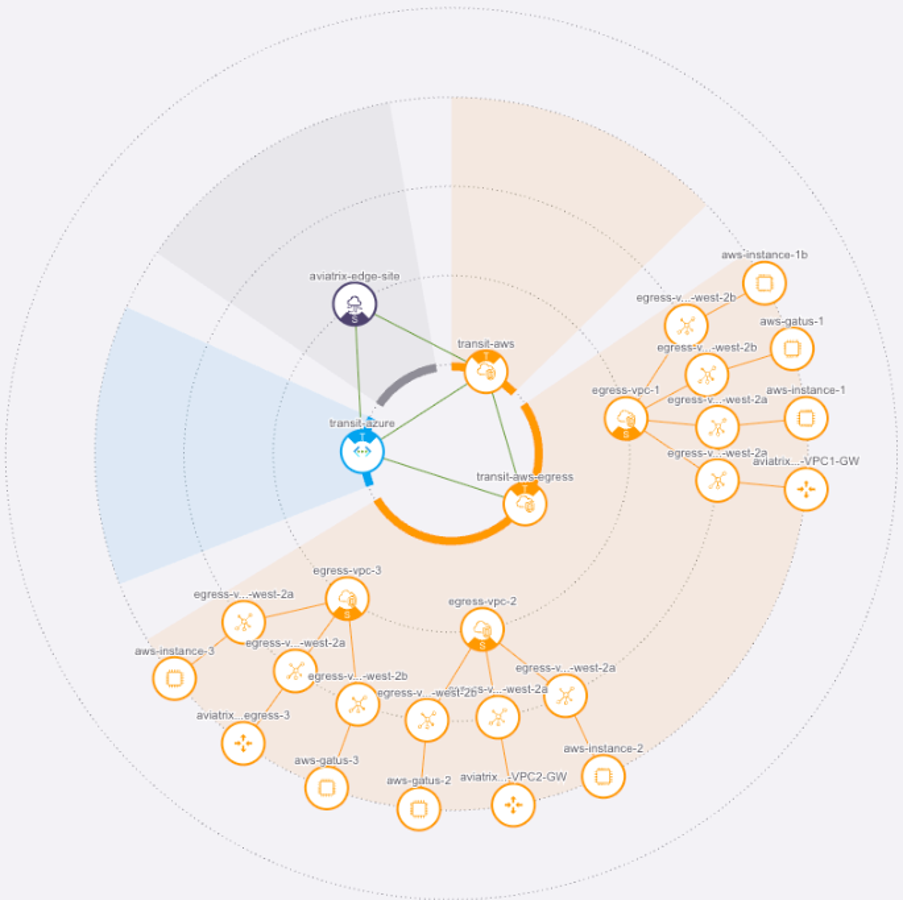 aws-instance-1b
aviatrix-edge-site
S
egress-v...-west-2b
aws-gatus-1
transit-aws
T
egress-v...-west-2b
egress-vpc-1
S
aws-instance-1
egress-v...-west-2a
transit-azure
T
egress-v...-west-2a
aviatrix...-VPC1-GW
transit-aws-egress
T
egress-vpc-3
S
egress-v...-west-2a
egress-vpc-2
S
egress-v...-west-2a
aws-instance-3
egress-v...-west-2a
egress-v...-west-2b
egress-v...-west-2b
egress-v...-west-2a
aviatrix...egress-3
aws-instance-2
aws-gatus-3
aws-gatus-2
aviatrix...-VPC2-GW